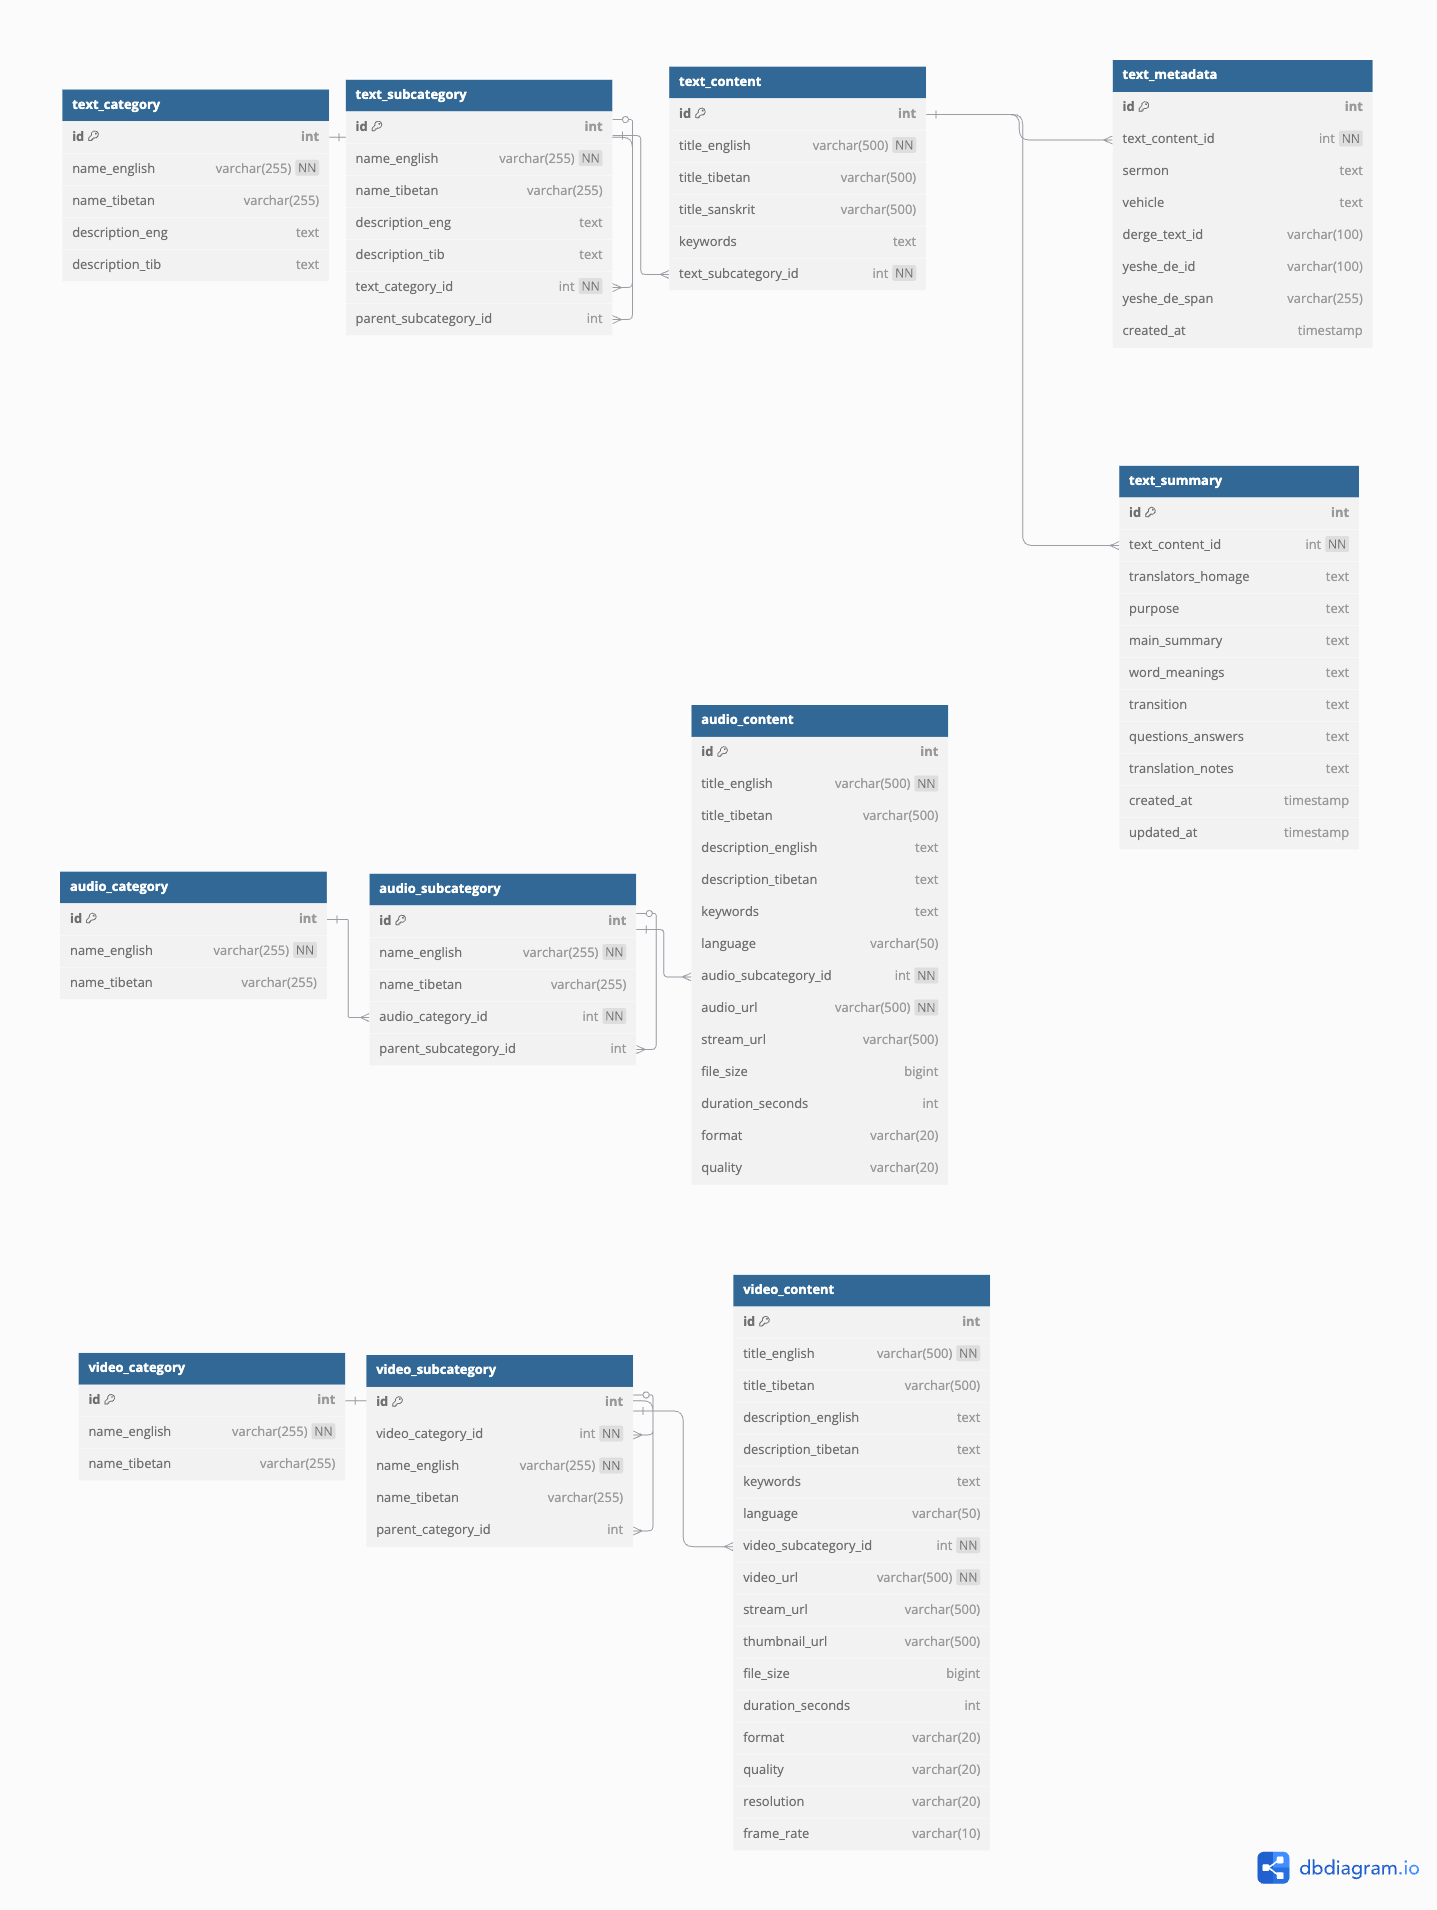 text_category
id int
name_english varchar(255) NN
name_tibetan varchar(255)
description_eng text
description_tib text
text_subcategory
id int
name_english varchar(255) NN
name_tibetan varchar(255)
description_eng text
description_tib text
text_category_id int NN
parent_subcategory_id int
text_content
id int
title_english varchar(500) NN
title_tibetan varchar(500)
title_sanskrit varchar(500)
keywords text
text_subcategory_id int NN
text_metadata
id int
text_content_id int NN
sermon text
vehicle text
derge_text_id varchar(100)
yeshe_de_id varchar(100)
yeshe_de_span varchar(255)
created_at timestamp
text_summary
id int
text_content_id int NN
translators_homage text
purpose text
main_summary text
word_meanings text
transition text
questions_answers text
translation_notes text
created_at timestamp
updated_at timestamp
audio_category
id int
name_english varchar(255) NN
name_tibetan varchar(255)
audio_subcategory
id int
name_english varchar(255) NN
name_tibetan varchar(255)
audio_category_id int NN
parent_subcategory_id int
audio_content
id int
title_english varchar(500) NN
title_tibetan varchar(500)
description_english text
description_tibetan text
keywords text
language varchar(50)
audio_subcategory_id int NN
audio_url varchar(500) NN
stream_url varchar(500)
file_size bigint
duration_seconds int
format varchar(20)
quality varchar(20)
video_category
id int
name_english varchar(255) NN
name_tibetan varchar(255)
video_subcategory
id int
video_category_id int NN
name_english varchar(255) NN
name_tibetan varchar(255)
parent_category_id int
video_content
id int
title_english varchar(500) NN
title_tibetan varchar(500)
description_english text
description_tibetan text
keywords text
language varchar(50)
video_subcategory_id int NN
video_url varchar(500) NN
stream_url varchar(500)
thumbnail_url varchar(500)
file_size bigint
duration_seconds int
format varchar(20)
quality varchar(20)
resolution varchar(20)
frame_rate varchar(10)
dbdiagram.io